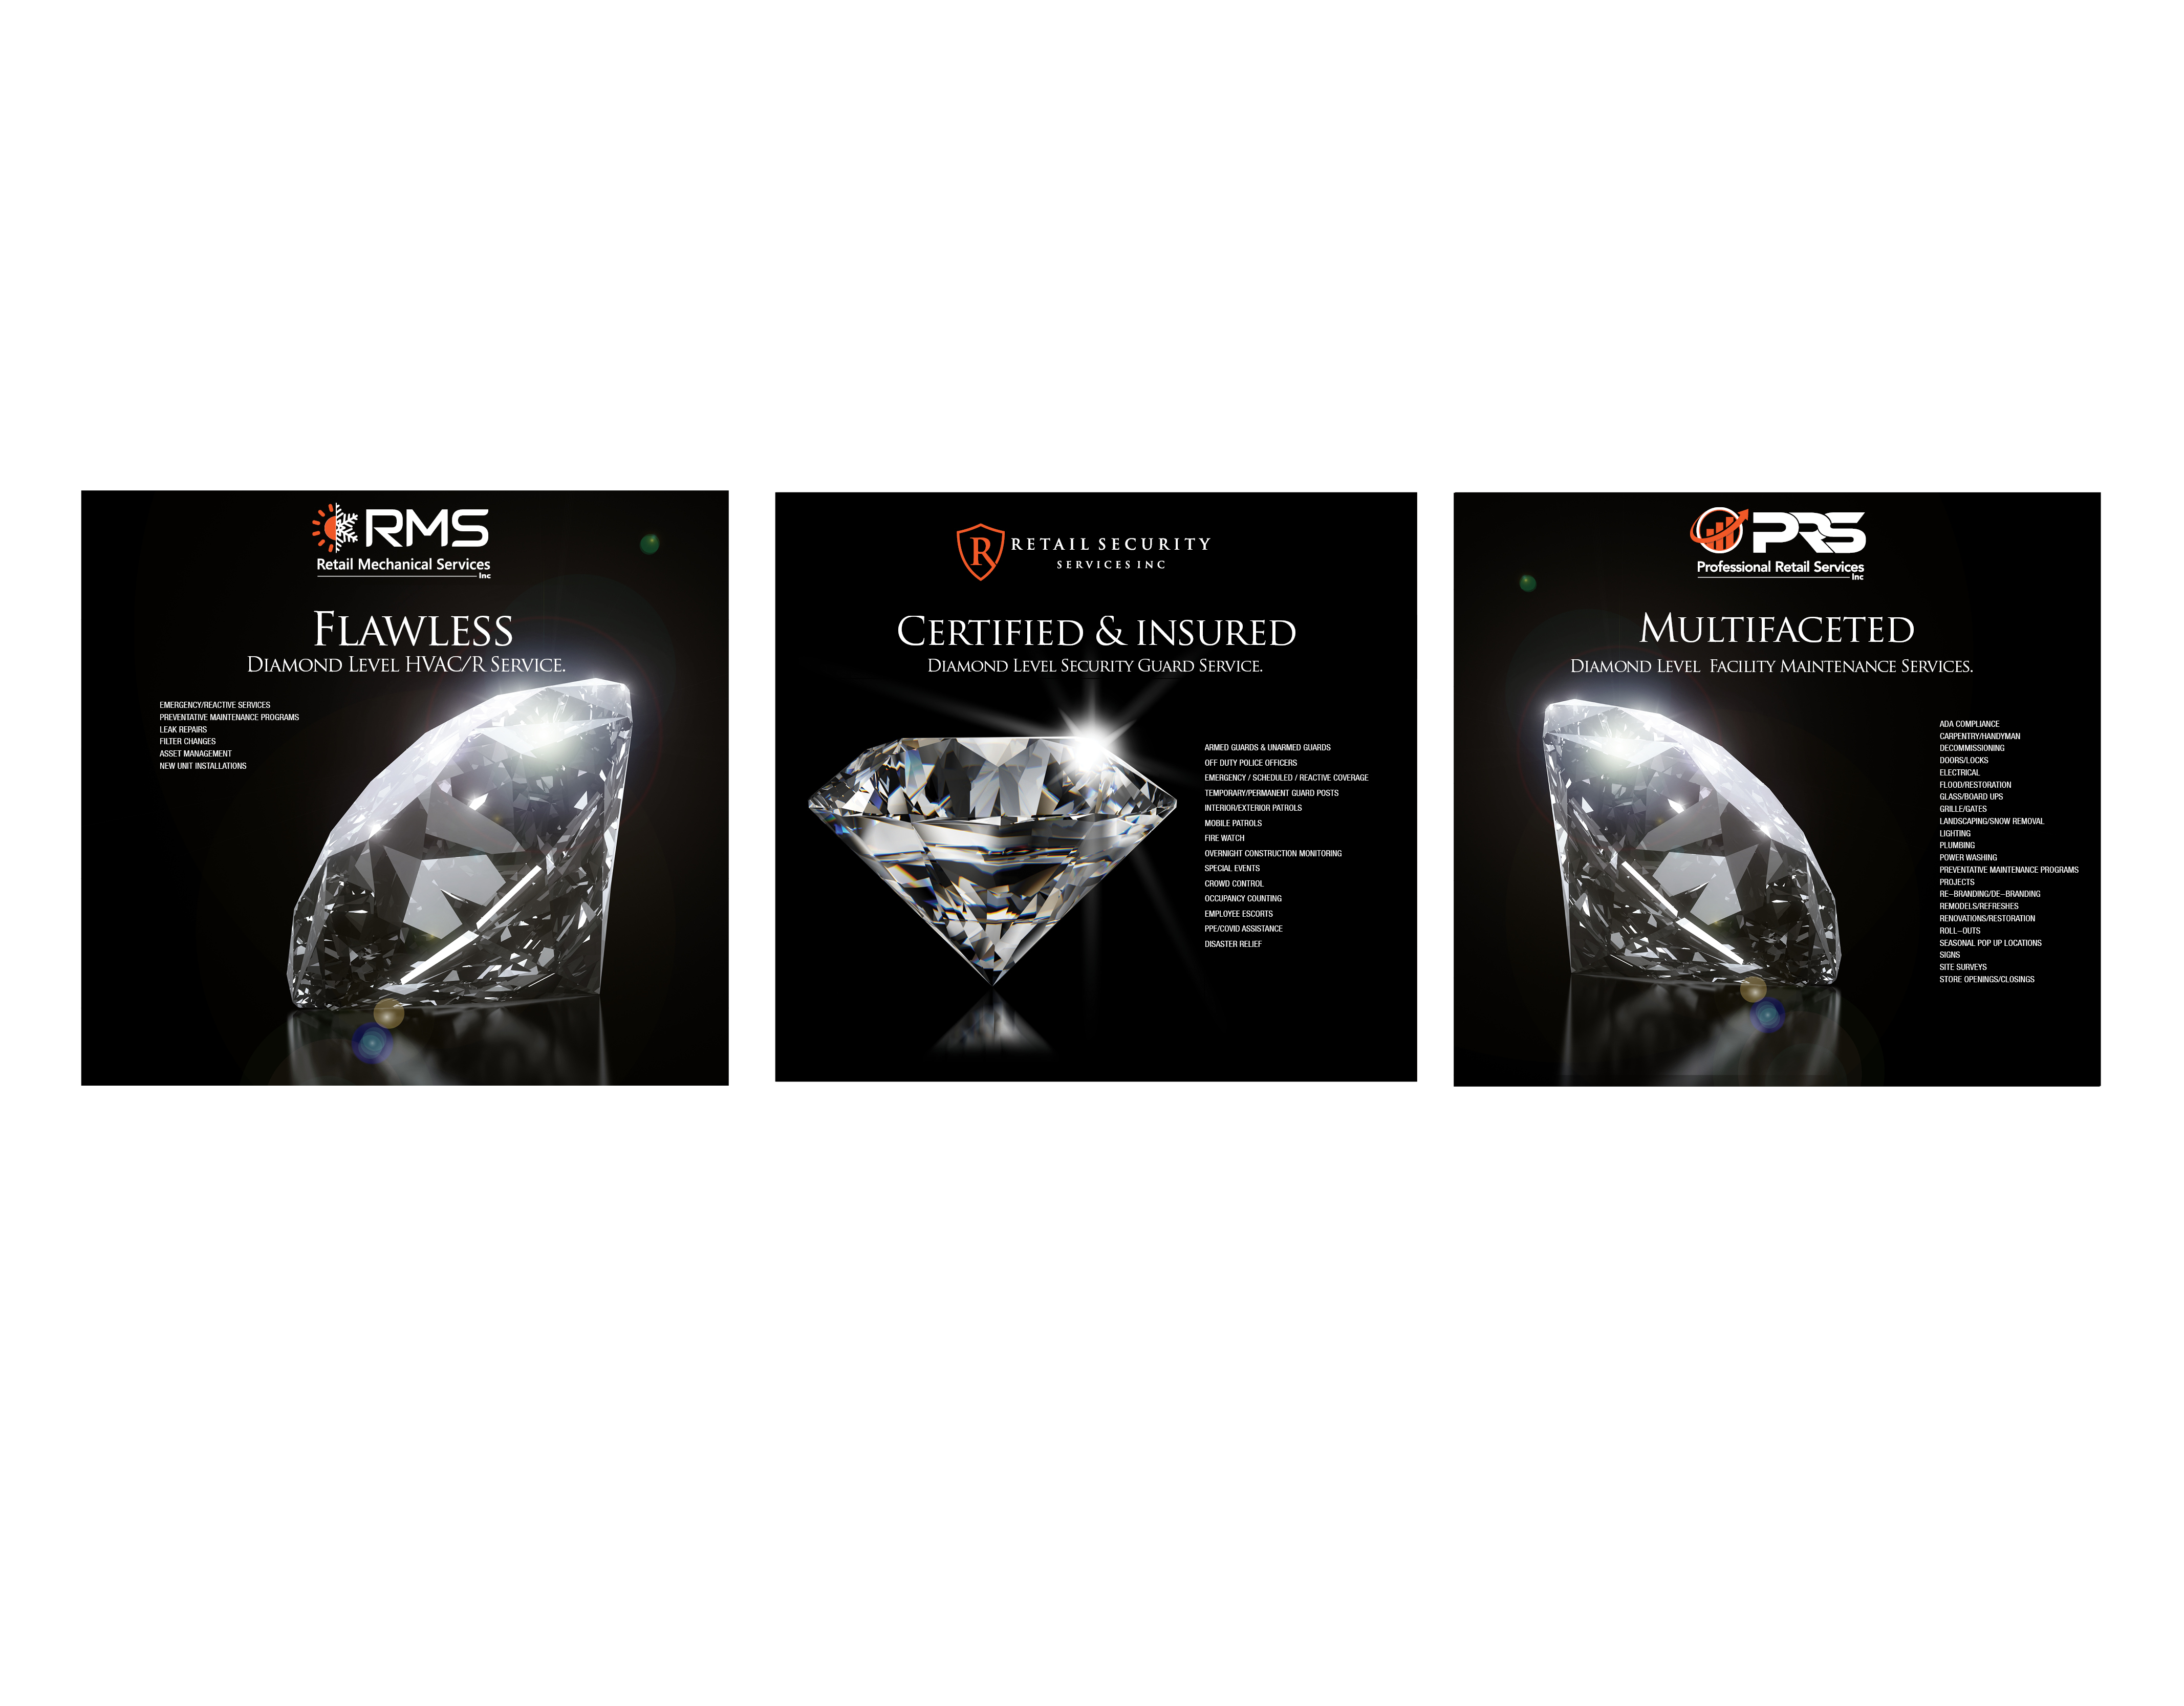 RMS
Retail Mechanical Services
Inc
FLAWLESS
DIAMOND LEVEL HVAC/R SERVICE.
EMERGENCY/REACTIVE SERVICES
PREVENTATIVE MAINTENANCE PROGRAMS
LEAK REPAIRS
FILTER CHANGES
ASSET MANAGEMENT
NEW UNIT INSTALLATIONS
R
RETAIL SECURITY
SERVICES INC
CERTIFIED & INSURED
DIAMOND LEVEL SECURITY GUARD SERVICE.
ARMED GUARDS & UNARMED GUARDS
OFF DUTY POLICE OFFICERS
EMERGENCY / SCHEDULED / REACTIVE COVERAGE
TEMPORARY/PERMANENT GUARD POSTS
INTERIOR/EXTERIOR PATROLS
MOBILE PATROLS
FIRE WATCH
OVERNIGHT CONSTRUCTION MONITORING
SPECIAL EVENTS
CROWD CONTROL
OCCUPANCY COUNTING
EMPLOYEE ESCORTS
PPE/COVID ASSISTANCE
DISASTER RELIEF
PRS
Professional Retail Services
Inc
MULTIFACETED
DIAMOND LEVEL FACILITY MAINTENANCE SERVICES.
ADA COMPLIANCE
CARPENTRY/HANDYMAN
DECOMMISSIONING
DOORS/LOCKS
ELECTRICAL
FLOOD/RESTORATION
GLASS/BOARD UPS
GRILLE/GATES
LANDSCAPING/SNOW REMOVAL
LIGHTING
PLUMBING
POWER WASHING
PREVENTATIVE MAINTENANCE PROGRAMS
PROJECTS
RE-BRANDING/DE-BRANDING
REMODELS/REFRESHES
RENOVATIONS/RESTORATION
ROLL-OUTS
SEASONAL POP UP LOCATIONS
SIGNS
SITE SURVEYS
STORE OPENINGS/CLOSINGS